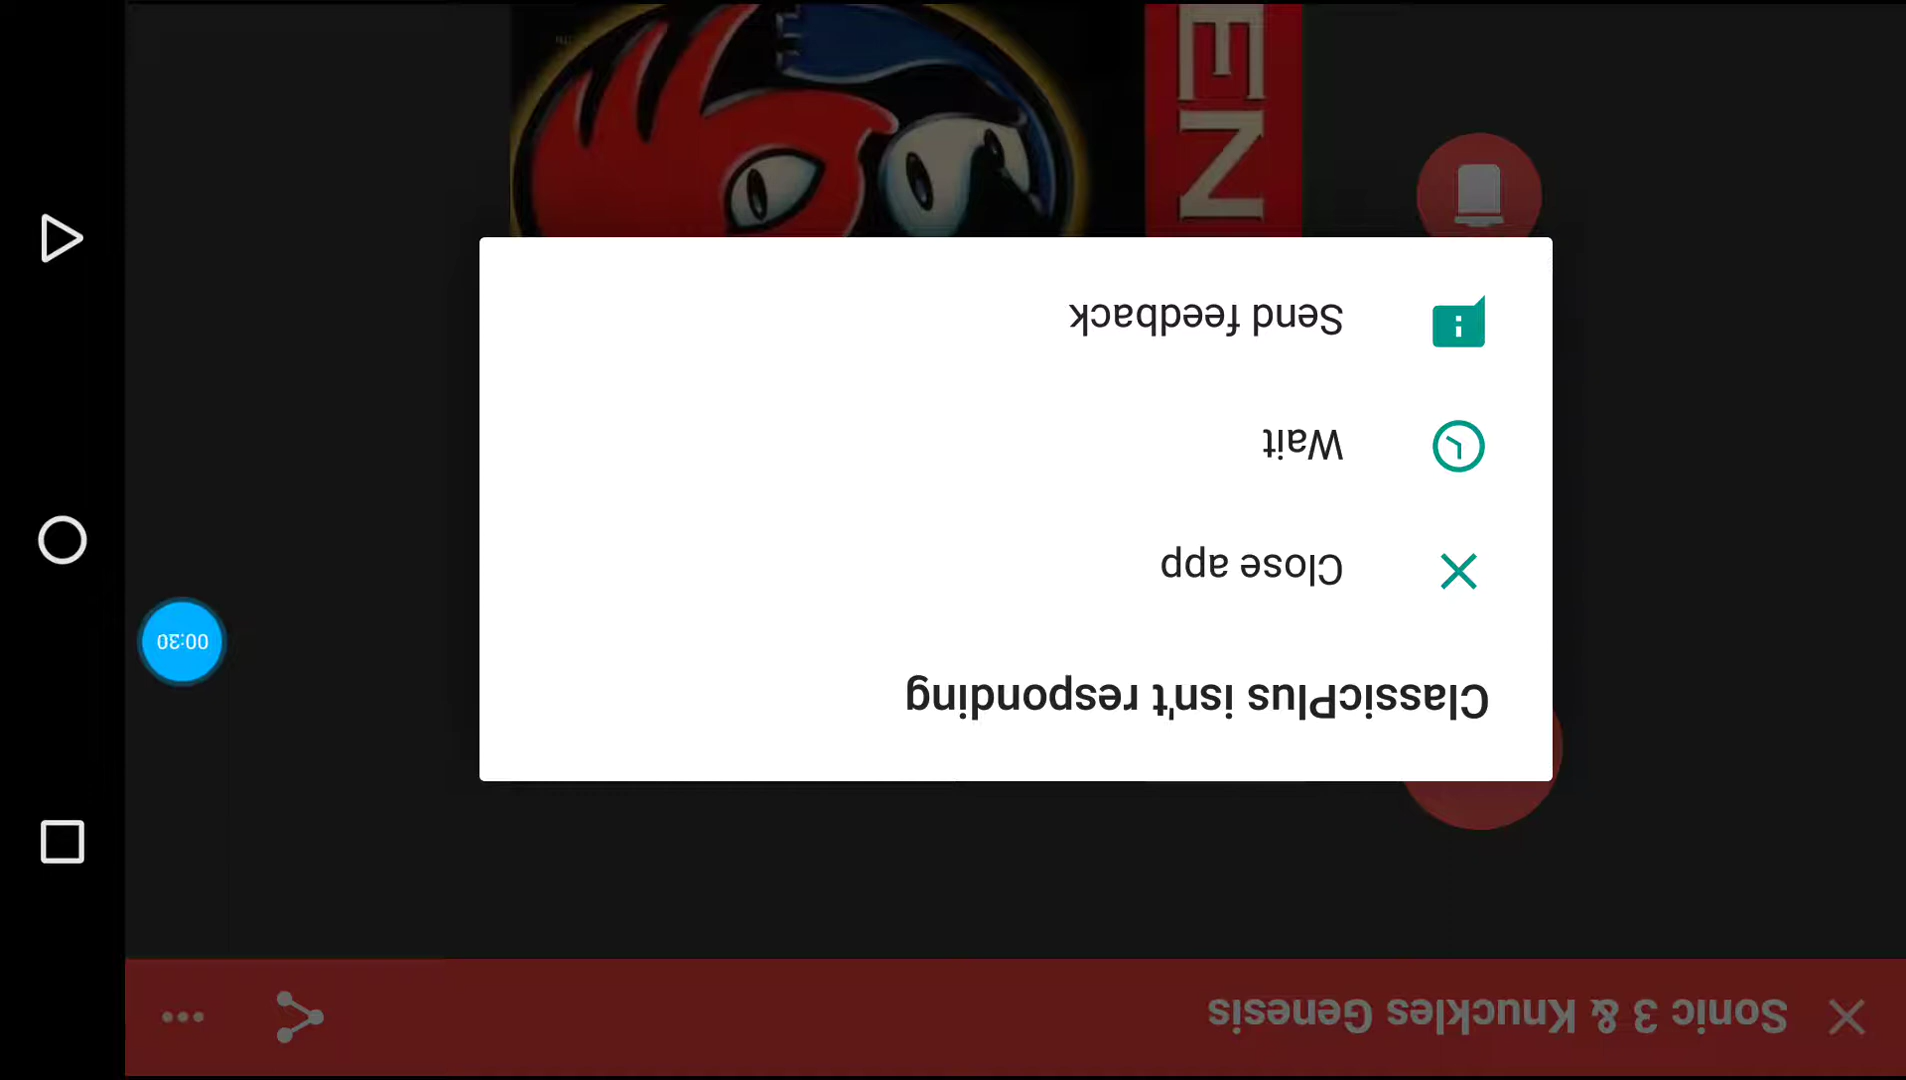 Sonic 3 & Knuckles Genesis
ClassicPlus isn't responding
Close app
Wait
Send feedback
00:30
EN